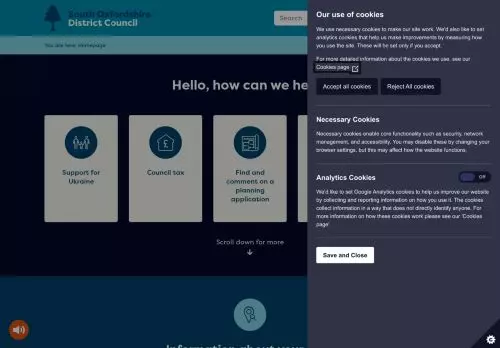 South Oxfordshire
District Council
Search
You are here: Homepage
Hello, how can we he
Support for
Ukraine
Council tax
Find and
comment on a
planning
application
Scroll down for more
Information about your
Our use of cookies
We use necessary cookies to make our site work. We'd also like to set
analytics cookies that help us make improvements by measuring how
you use the site. These will be set only if you accept.
For more detailed information about the cookies we use, see our
Cookies page
Accept all cookies
Reject All cookies
Necessary Cookies
Necessary cookies enable core functionality such as security, network
management, and accessibility. You may disable these by changing your
browser settings, but this may affect how the website functions.
Analytics Cookies
Off
We'd like to set Google Analytics cookies to help us improve our website
by collecting and reporting information on how you use it. The cookies
collect information in a way that does not directly identify anyone. For
more information on how these cookies work please see our 'Cookies
page'
Save and Close